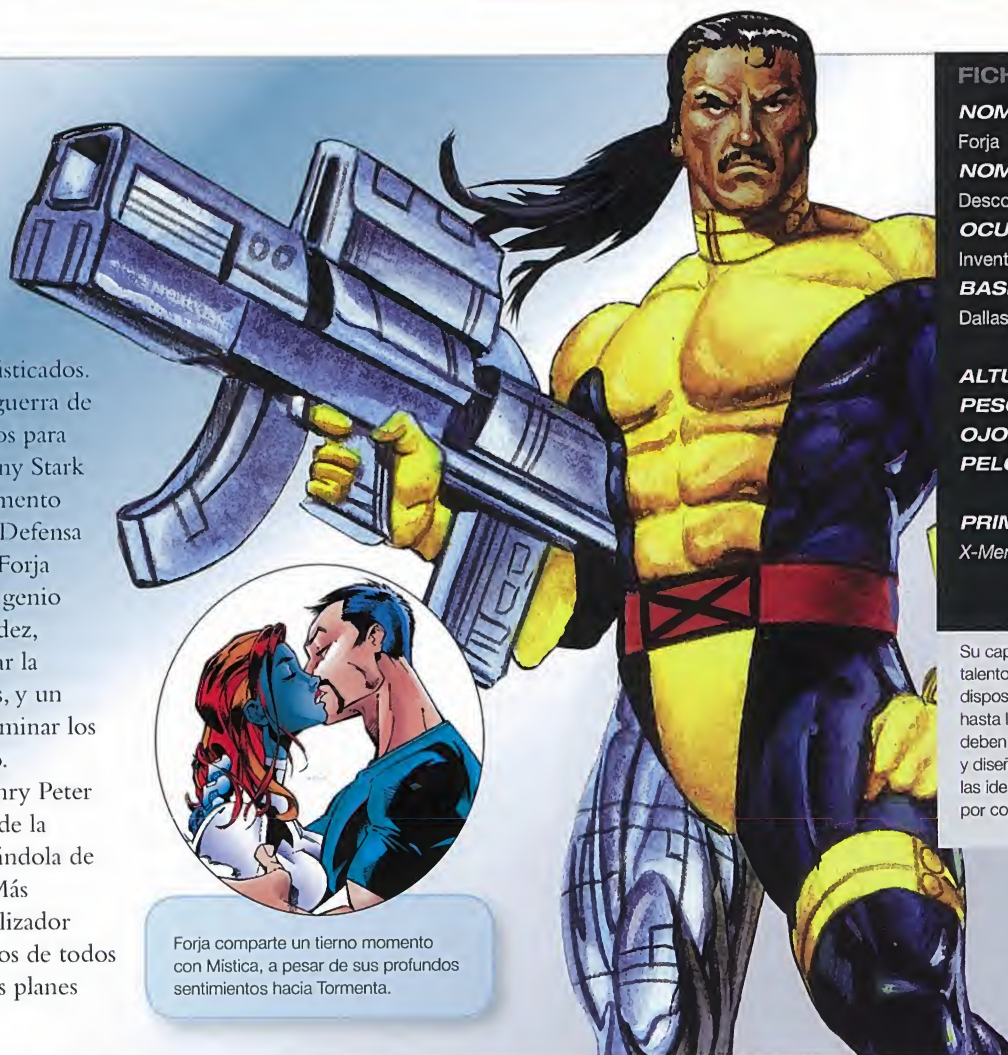 isticados.
guerra de
os para
ny Stark
mento
Defensa
Forja
genio
dez,
ar la
s, y un
minar los
o.
nry Peter
de la
ándola de
Más
lizador
os de todos
s planes
Forja comparte un tierno momento
con Mística, a pesar de sus profundos
sentimientos hacia Tormenta.
FICH
NOM
Forja
NOM
Desco
OCU
Invent
BAS
Dallas
ALTU
PESO
OJO
PELO
PRIM
X-Mer
Su cap
talento
dispos
hasta l
deben
y diseñ
las ide
por co